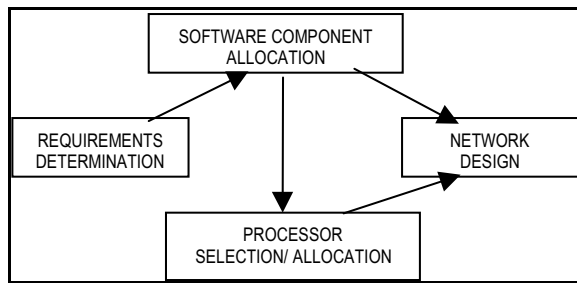 SOFTWARE COMPONENT
ALLOCATION
REQUIREMENTS
DETERMINATION
NETWORK
DESIGN
PROCESSOR
SELECTION/ ALLOCATION